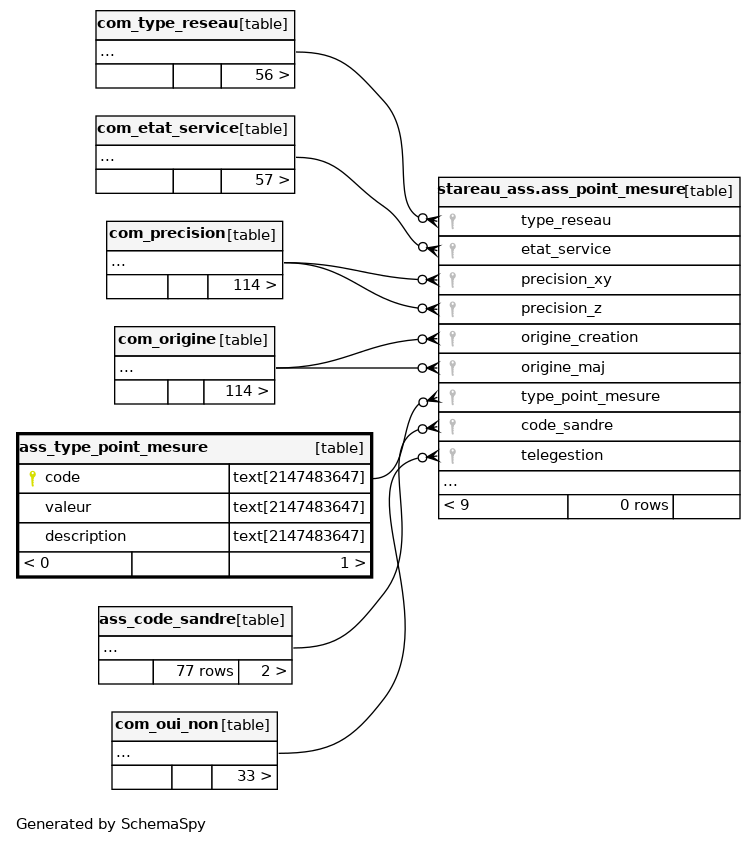 com_type_reseau [table]
...
56 >
com_etat_service [table]
...
57 >
com_precision [table]
...
114 >
com_origine [table]
...
114 >
ass_type_point_mesure [table]
code text[2147483647]
valeur text[2147483647]
description text[2147483647]
< 0 1 >
ass_code_sandre [table]
...
77 rows 2 >
com_oui_non [table]
...
33 >
stareau_ass.ass_point_mesure [table]
type_reseau
etat_service
precision_xy
precision_z
origine_creation
origine_maj
type_point_mesure
code_sandre
telegestion
...
< 9 0 rows
Generated by SchemaSpy